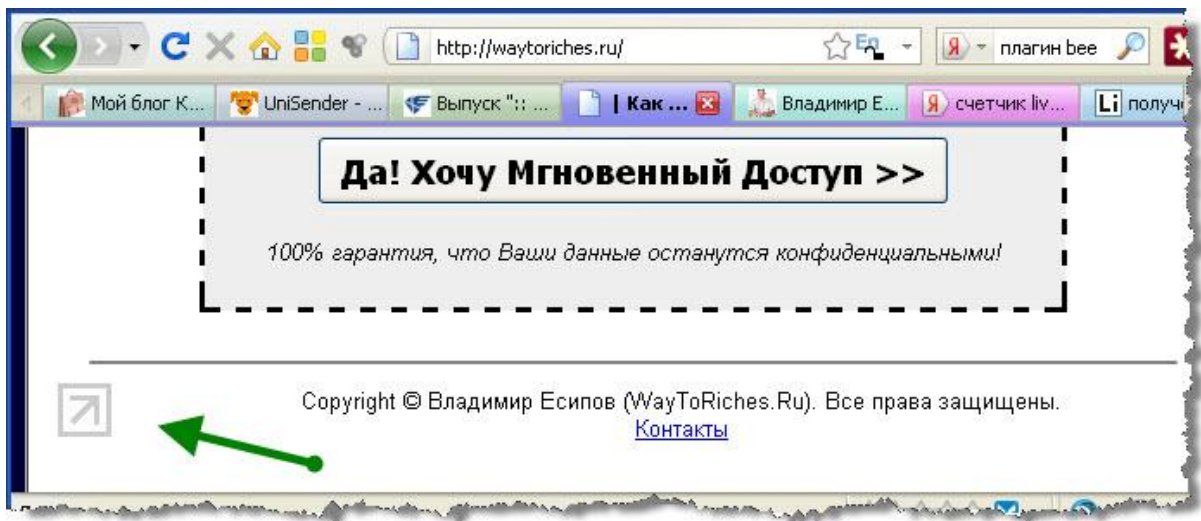 http://waytoriches.ru/
Я
плагин bee
Мой блог К...
UniSender - ...
Выпуск ":: ...
| Как ...
Владимир Е...
Я
счетчик liv...
Li
получ
Да! Хочу Мгновенный Доступ >>
100% гарантия, что Ваши данные останутся конфиденциальными!
Copyright © Владимир Есипов (WayToRiches.Ru). Все права защищены.
Контакты